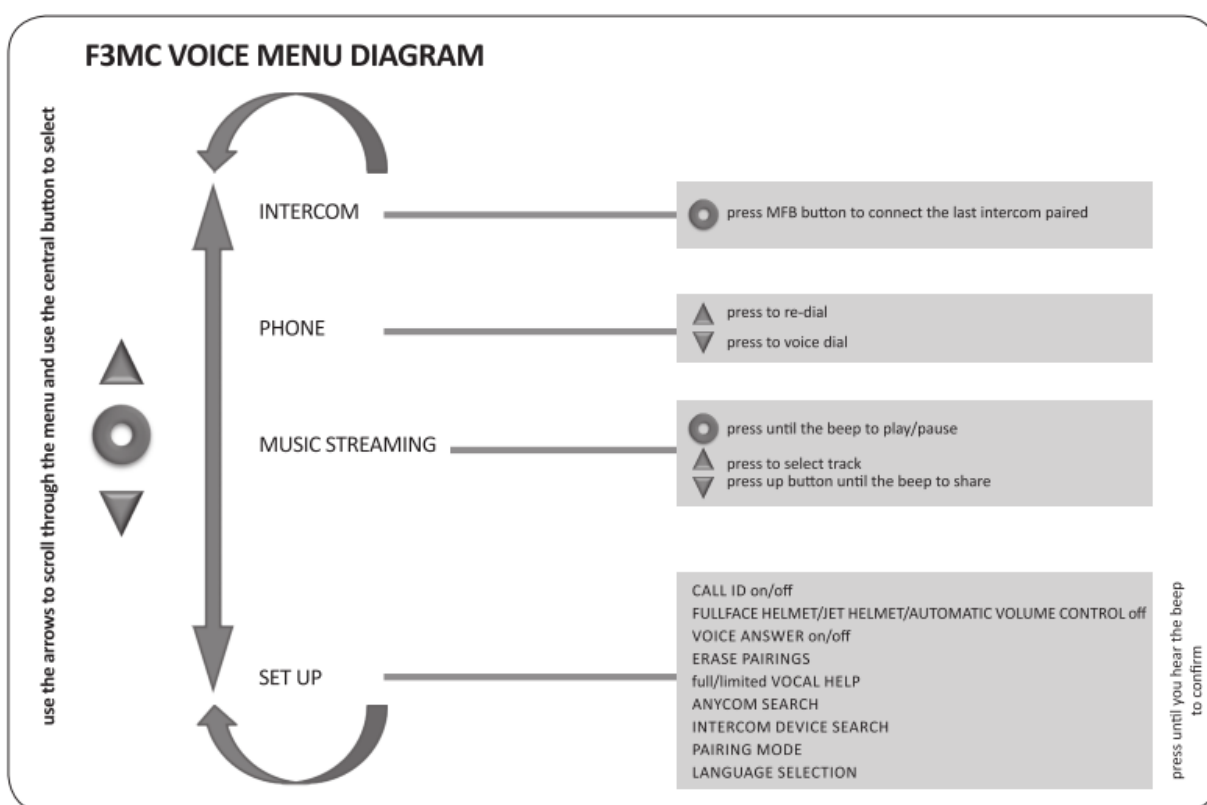 F3MC VOICE MENU DIAGRAM
use the arrows to scroll through the menu and use the central button to select
INTERCOM
press MFB button to connect the last intercom paired
PHONE
press to re-dial
press to voice dial
MUSIC STREAMING
press until the beep to play/pause
press to select track
press up button until the beep to share
SET UP
CALL ID on/off
FULLFACE HELMET/JET HELMET/AUTOMATIC VOLUME CONTROL off
VOICE ANSWER on/off
ERASE PAIRINGS
full/limited VOCAL HELP
ANYCOM SEARCH
INTERCOM DEVICE SEARCH
PAIRING MODE
LANGUAGE SELECTION
press until you hear the beep
to confirm